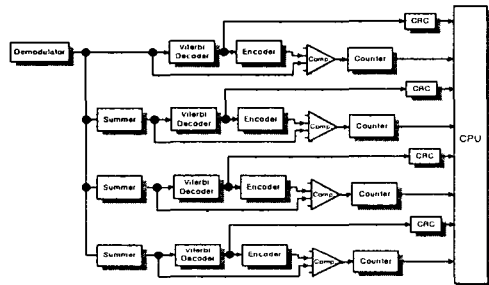 CRC
Demodulator
Viterbi
Decoder
Encoder
Comp
Counter
CRC
Summer
Viterbi
Decoder
Encoder
Comp
Counter
CPU
CRC
Summer
Viterbi
Decoder
Encoder
Comp
Counter
CRC
Summer
Viterbi
Decoder
Encoder
Comp
Counter